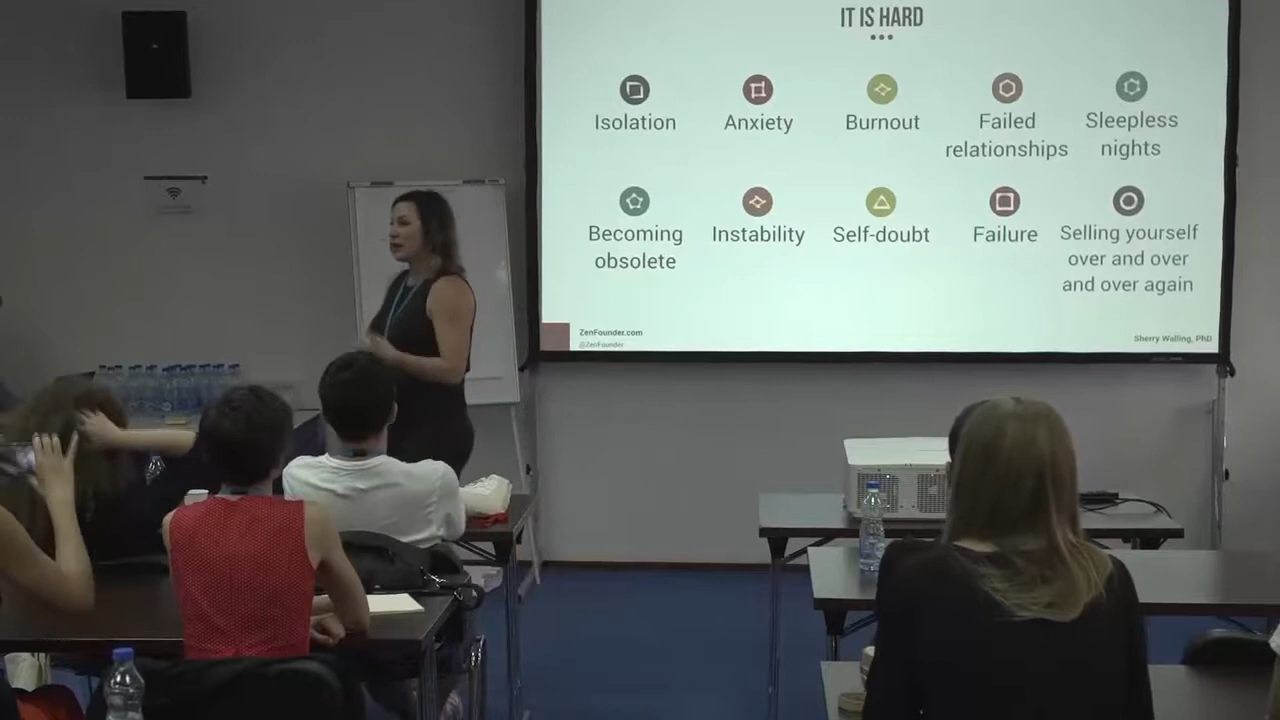 IT IS HARD
Isolation
Anxiety
Burnout
Failed
relationships
Sleepless
nights
Becoming
obsolete
Instability
Self-doubt
Failure
Selling yourself
over and over
and over again
ZenFounder.com
@ZenFounder
Sherry Walling, PhD